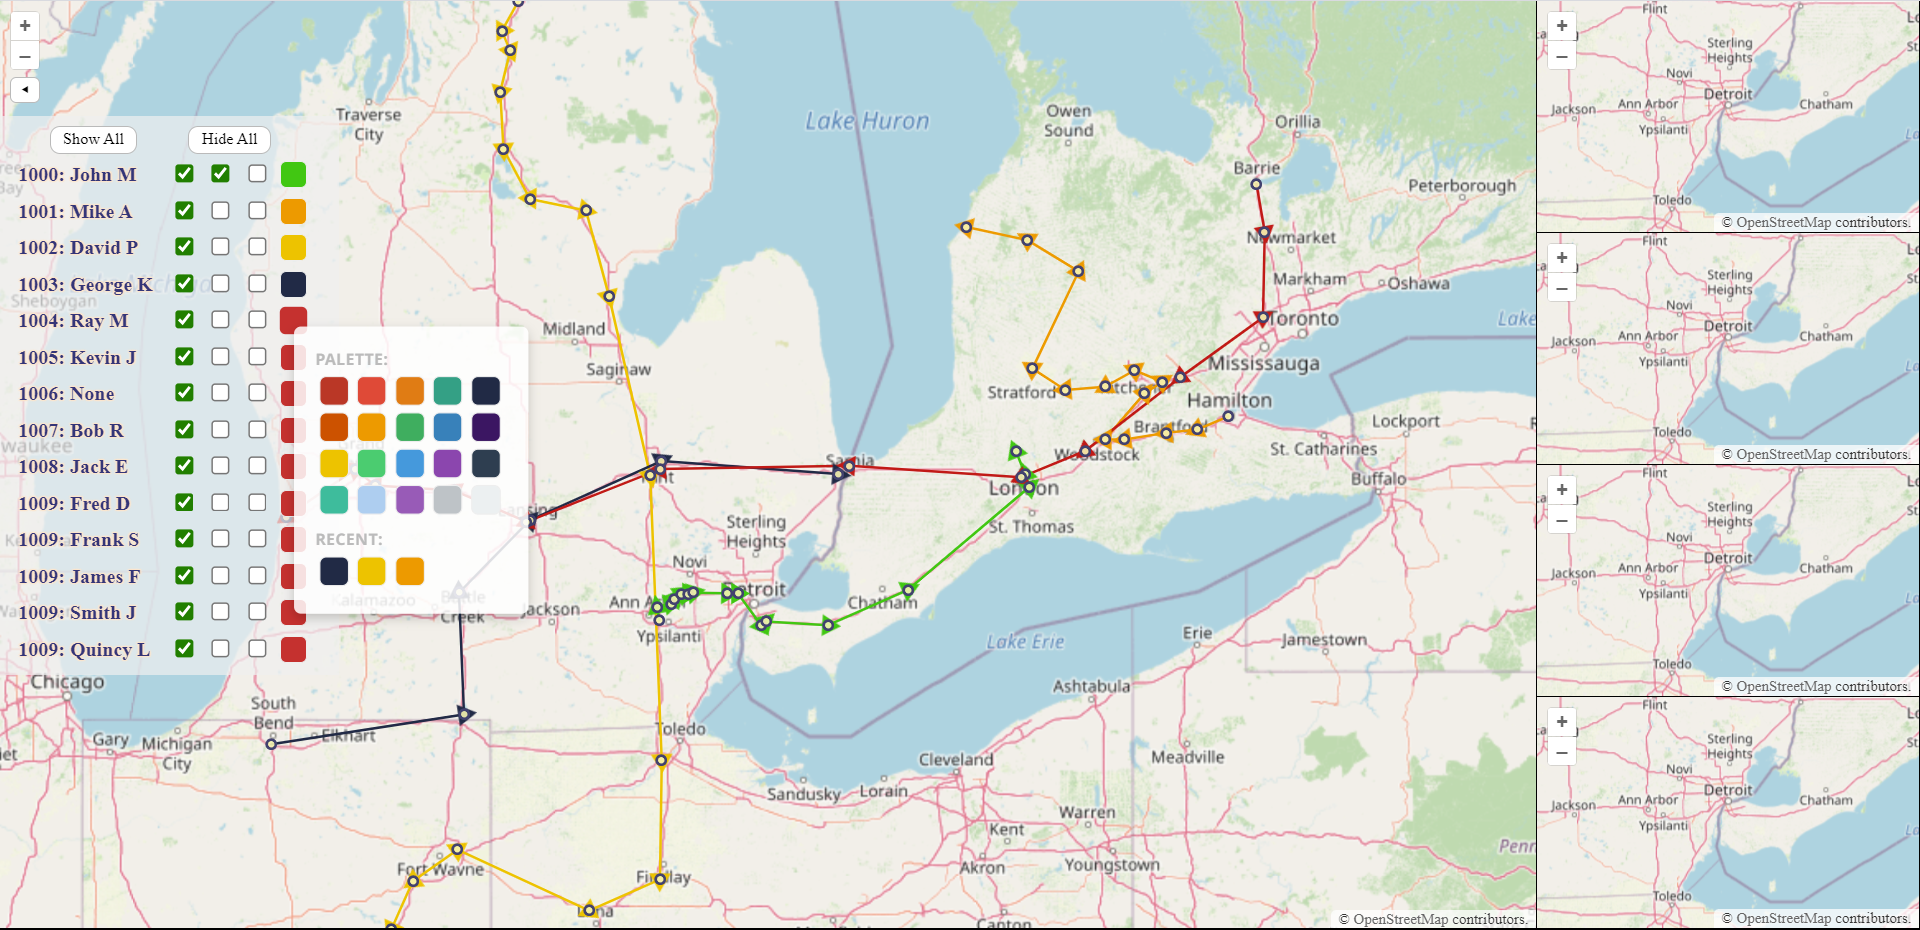 +
−
◂
Show All
Hide All
1000: John M
1001: Mike A
1002: David P
1003: George K
1004: Ray M
1005: Kevin J
1006: None
1007: Bob R
1008: Jack E
1009: Fred D
1009: Frank S
1009: James F
1009: Smith J
1009: Quincy L
PALETTE:
RECENT:
Traverse
City
Lake Huron
Owen
Sound
Orillia
Barrie
Peterborough
Newmarket
Markham
Oshawa
Sheboygan
Midland
Toronto
Lake
Saginaw
Mississauga
Stratford
Hamilton
Brantford
Lockport
St. Catharines
Woodstock
Sarnia
Buffalo
London
St. Thomas
Sterling
Heights
Novi
Detroit
Ann A
Chatham
Kalamazoo
Battle
Creek
Jackson
Ypsilanti
Lake Erie
Erie
Jamestown
Chicago
Ashtabula
South
Bend
Elkhart
Gary
Michigan
City
Toledo
Cleveland
Meadville
Sandusky
Lorain
Warren
Kent
Fort Wayne
Findlay
Akron
Youngstown
Penn
Lima
Canton
© OpenStreetMap contributors.
+
−
Flint
Sterling
Heights
Novi
Detroit
Jackson
Ann Arbor
Chatham
Ypsilanti
Toledo
© OpenStreetMap contributors.
+
−
Flint
Sterling
Heights
Novi
Detroit
Jackson
Ann Arbor
Chatham
Ypsilanti
Toledo
© OpenStreetMap contributors.
+
−
Flint
Sterling
Heights
Novi
Detroit
Jackson
Ann Arbor
Chatham
Ypsilanti
Toledo
© OpenStreetMap contributors.
+
−
Flint
Sterling
Heights
Novi
Detroit
Jackson
Ann Arbor
Chatham
Ypsilanti
Toledo
© OpenStreetMap contributors.